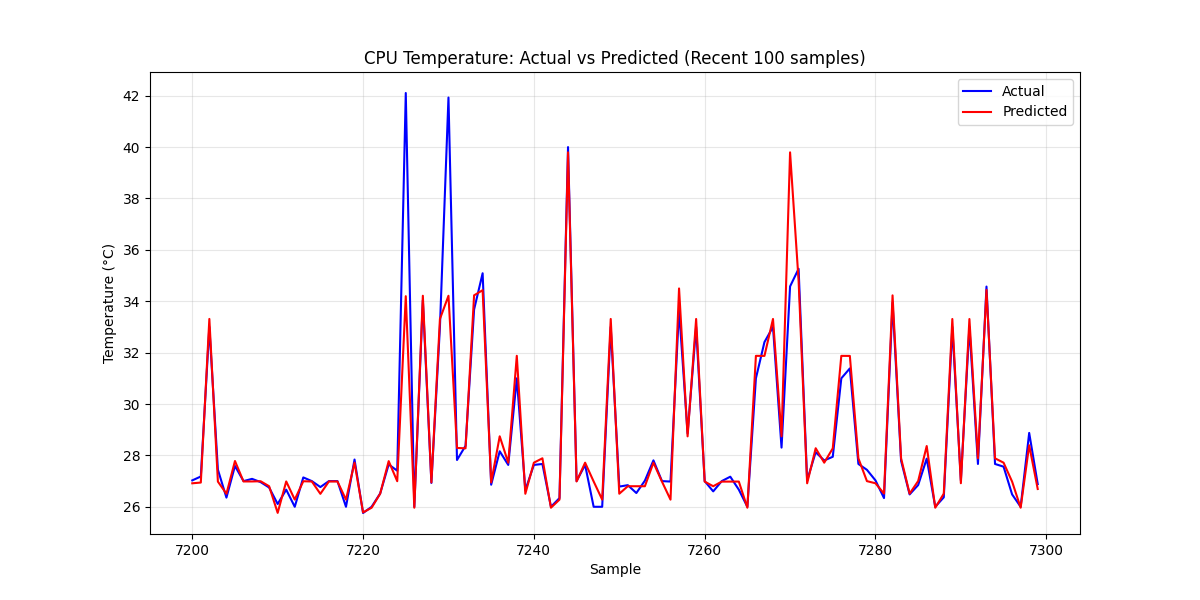 CPU Temperature: Actual vs Predicted (Recent 100 samples)
Actual
Predicted
42
40
38
36
34
32
30
28
26
Temperature (°C)
7200 7220 7240 7260 7280 7300
Sample